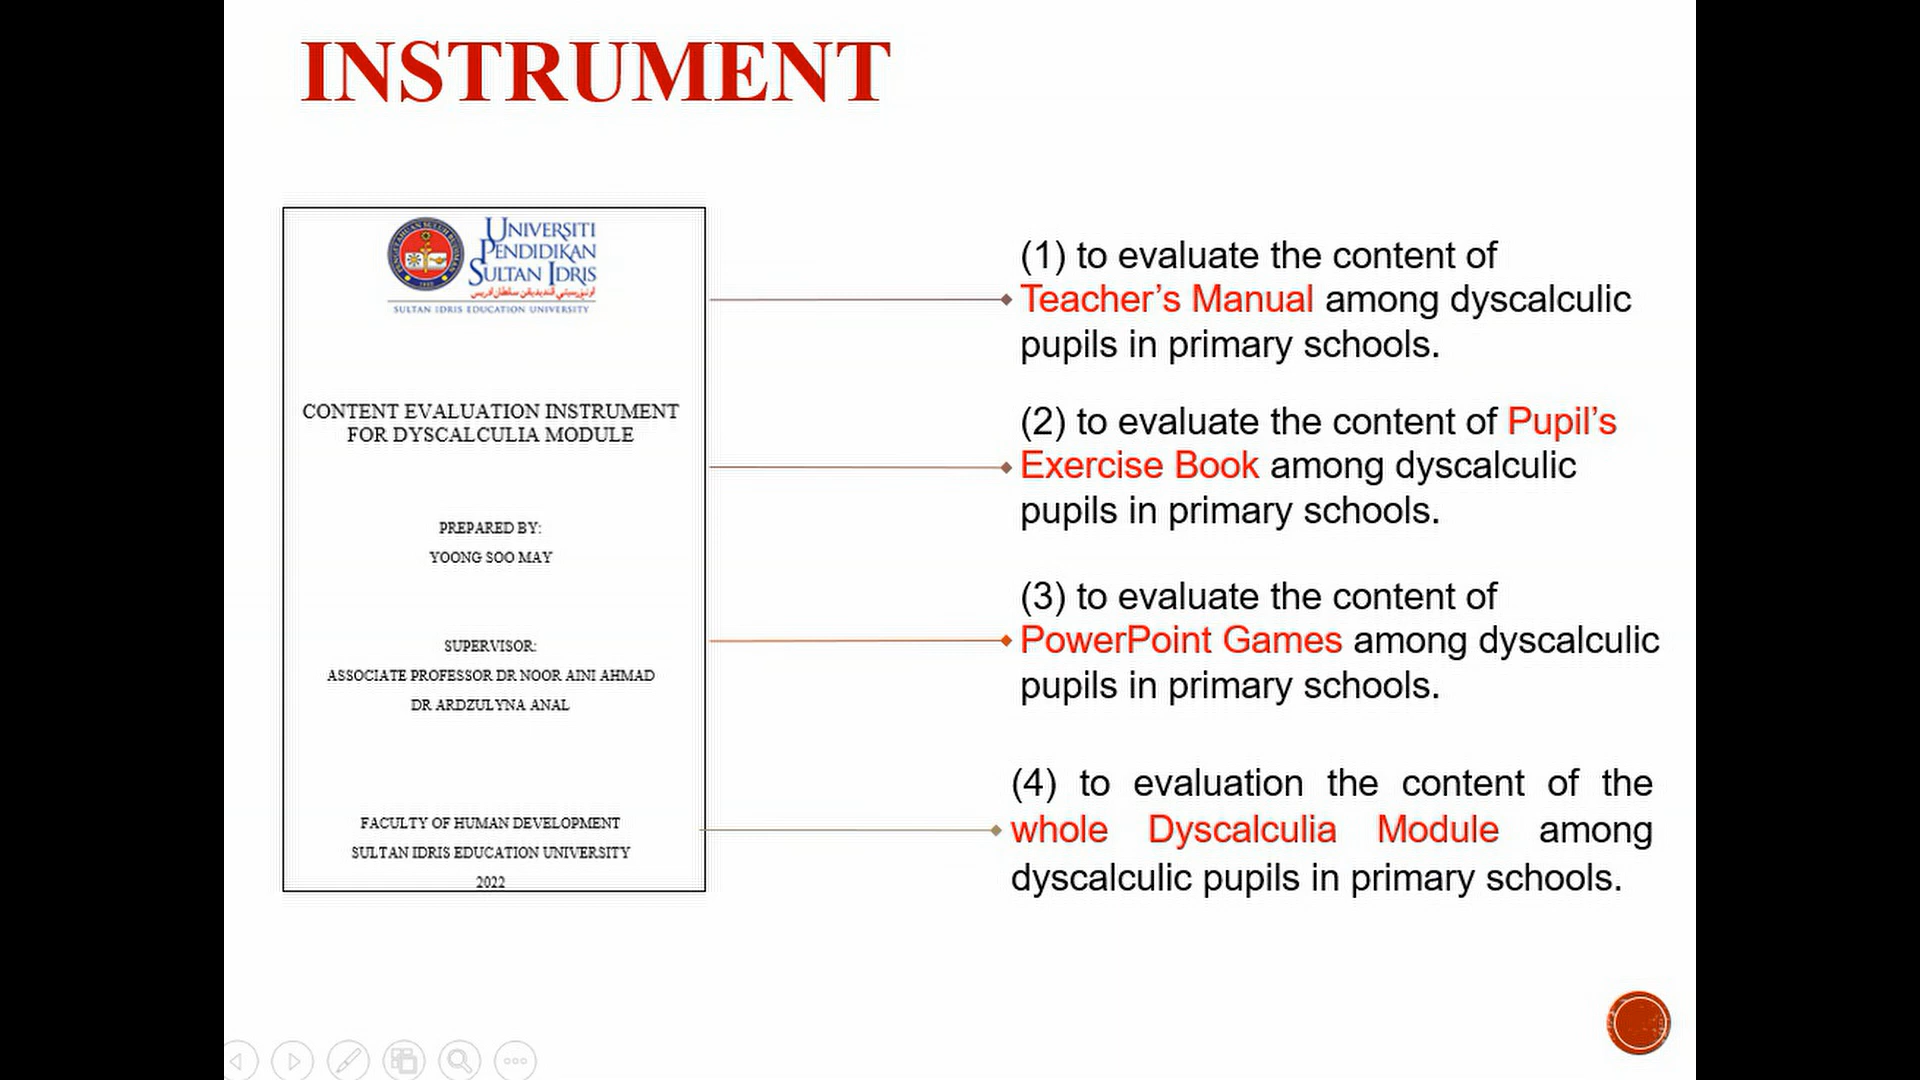 INSTRUMENT
UNIVERSITI
PENDIDIKAN
SULTAN IDRIS
اونيۏرسيتي ڤنديديقن سلطان ادريس
SULTAN IDRIS EDUCATION UNIVERSITY
CONTENT EVALUATION INSTRUMENT
FOR DYSCALCULIA MODULE
PREPARED BY:
YOONG SOO MAY
SUPERVISOR:
ASSOCIATE PROFESSOR DR NOOR AINI AHMAD
DR ARDZULYNA ANAL
FACULTY OF HUMAN DEVELOPMENT
SULTAN IDRIS EDUCATION UNIVERSITY
2022
(1) to evaluate the content of
Teacher’s Manual among dyscalculic
pupils in primary schools.
(2) to evaluate the content of Pupil’s
Exercise Book among dyscalculic
pupils in primary schools.
(3) to evaluate the content of
PowerPoint Games among dyscalculic
pupils in primary schools.
(4) to evaluation the content of the
whole Dyscalculia Module among
dyscalculic pupils in primary schools.